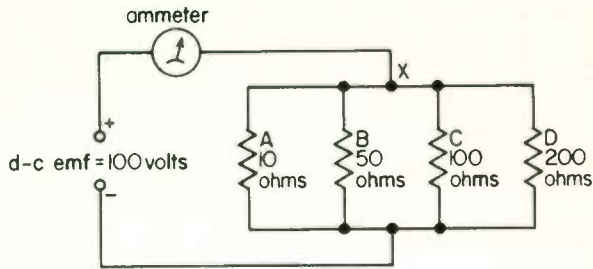 ammeter
X
+
d-c emf = 100 volts
−
A
10
ohms
B
50
ohms
C
100
ohms
D
200
ohms